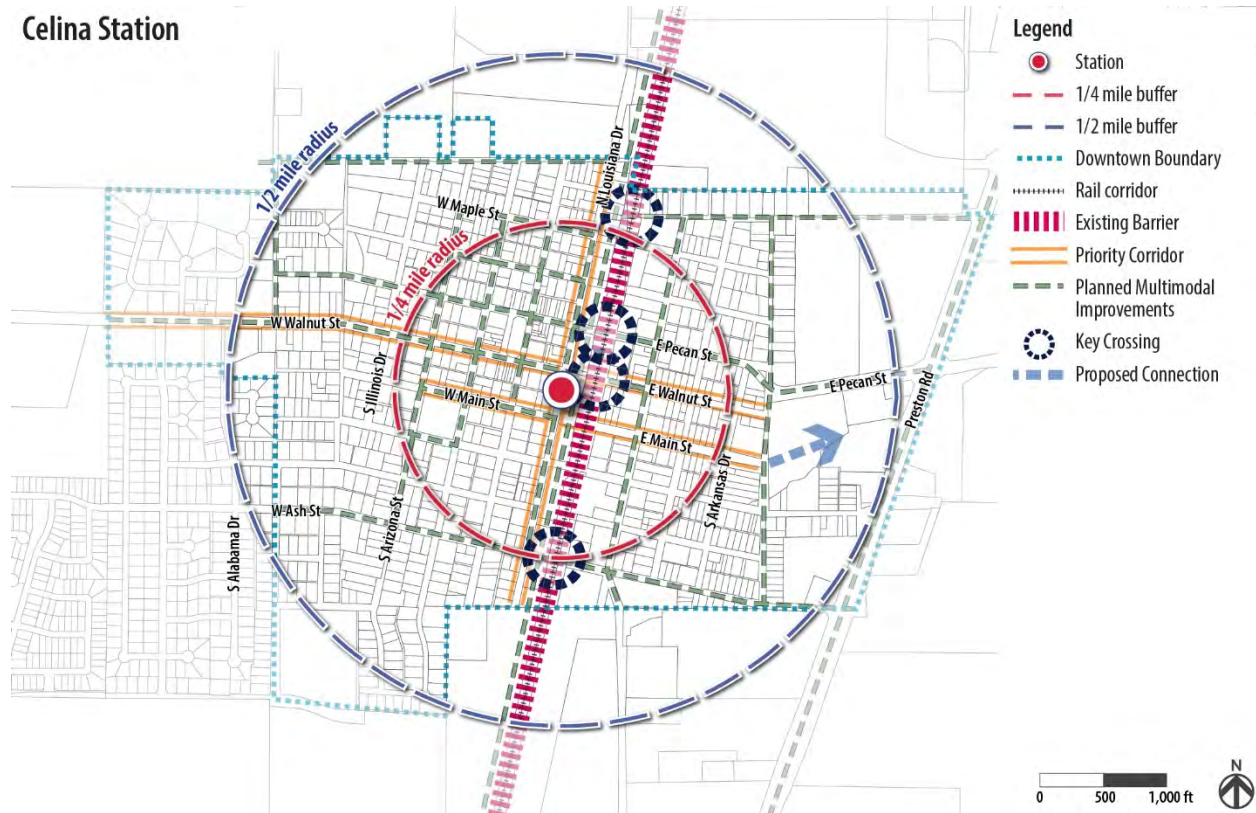 Celina Station
1/2 mile radius
1/4 mile radius
N Louisiana Dr
W Maple St
W Walnut St
E Pecan St
E Pecan St
Preston Rd
S Illinois Dr
W Main St
E Walnut St
E Main St
S Arkansas Dr
W Ash St
S Arizona St
S Alabama Dr
Legend
Station
1/4 mile buffer
1/2 mile buffer
Downtown Boundary
Rail corridor
Existing Barrier
Priority Corridor
Planned Multimodal
Improvements
Key Crossing
Proposed Connection
0 500 1,000 ft
N